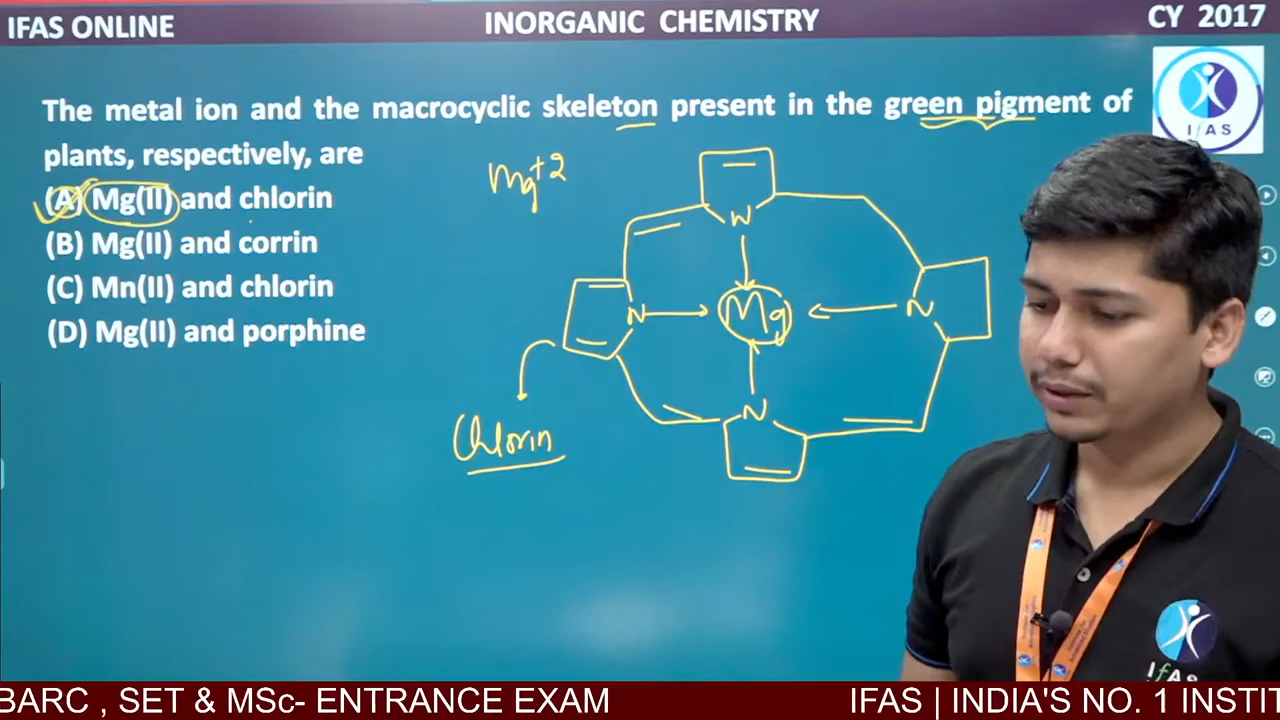 IFAS ONLINE
INORGANIC CHEMISTRY
CY 2017
The metal ion and the macrocyclic skeleton present in the green pigment of
plants, respectively, are
(A) Mg(II) and chlorin
(B) Mg(II) and corrin
(C) Mn(II) and chlorin
(D) Mg(II) and porphine
Mg+2
N
N
Mg
N
N
Chlorin
IFAS
IfAS
BARC , SET & MSc- ENTRANCE EXAM
IFAS | INDIA'S NO. 1 INSTIT